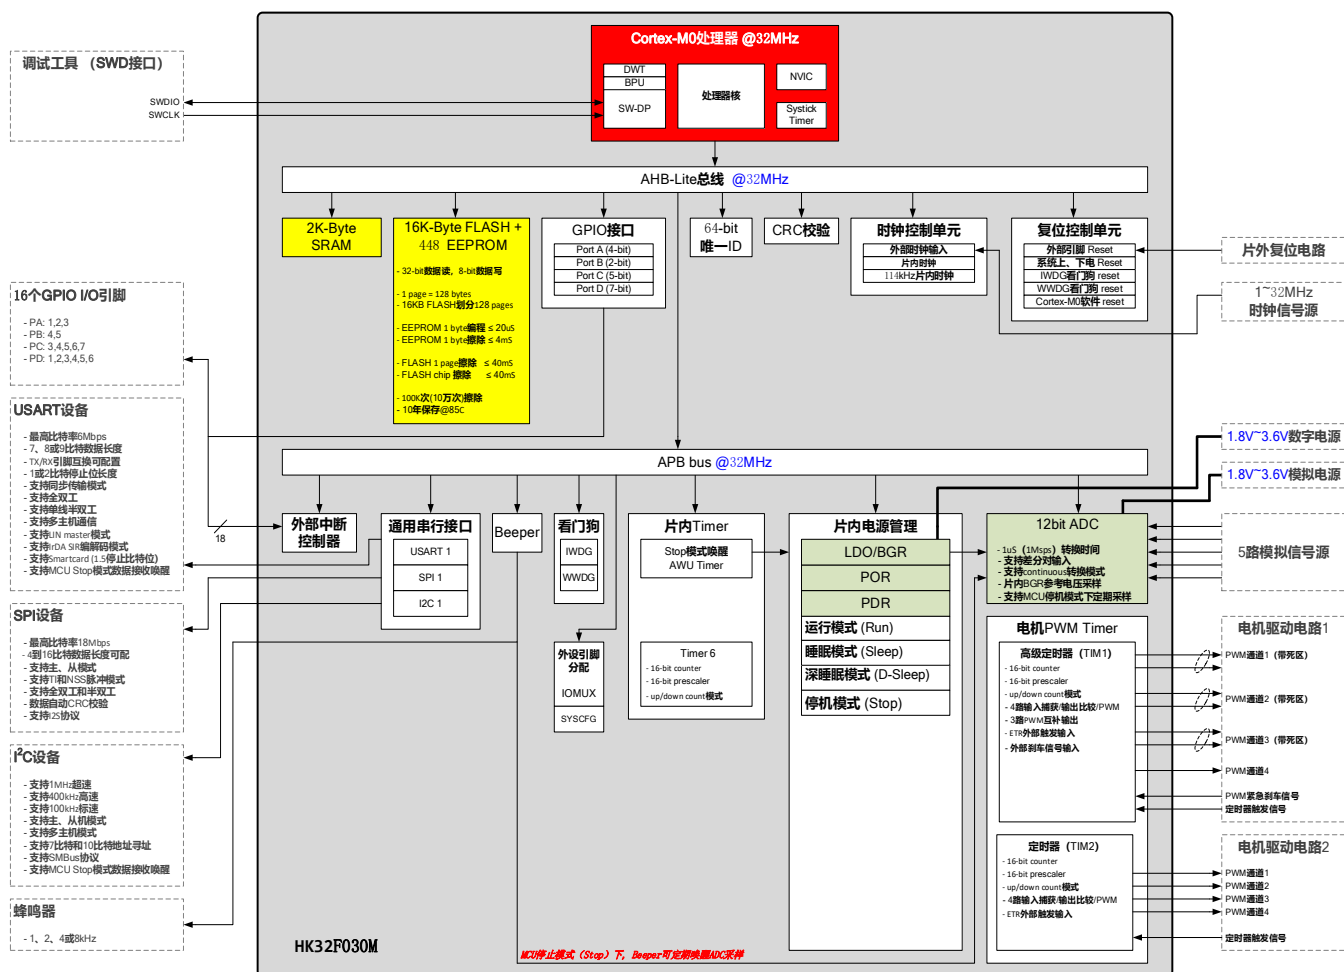 Cortex-M0处理器 @32MHz
DWT
BPU
SW-DP
处理器核
NVIC
Systick
Timer
调试工具 （SWD接口）
SWDIO
SWCLK
AHB-Lite总线 @32MHz
2K-Byte
SRAM
16K-Byte FLASH +
448 EEPROM
- 32-bit数据读，8-bit数据写
- 1 page = 128 bytes
- 16KB FLASH划分128 pages
- EEPROM 1 byte编程 ≤ 20uS
- EEPROM 1 byte擦除 ≤ 4mS
- FLASH 1 page擦除 ≤ 40mS
- FLASH chip 擦除 ≤ 40mS
- 100K次(10万次)擦除
- 10年保存@85C
GPIO接口
Port A (4-bit)
Port B (2-bit)
Port C (5-bit)
Port D (7-bit)
64-bit
唯一ID
CRC校验
时钟控制单元
外部时钟输入
片内时钟
114kHz片内时钟
复位控制单元
外部引脚 Reset
系统上、下电 Reset
IWDG看门狗 reset
WWDG看门狗 reset
Cortex-M0软件 reset
片外复位电路
1~32MHz
时钟信号源
16个GPIO I/O引脚
- PA: 1,2,3
- PB: 4,5
- PC: 3,4,5,6,7
- PD: 1,2,3,4,5,6
USART设备
- 最高比特率6Mbps
- 7、8或9比特数据长度
- TX/RX引脚互换可配置
- 1或2比特停止位长度
- 支持同步传输模式
- 支持全双工
- 支持单线半双工
- 支持多主机通信
- 支持LIN master模式
- 支持IrDA SIR编解码模式
- 支持Smartcard (1.5停止比特位)
- 支持MCU Stop模式数据接收唤醒
SPI设备
- 最高比特率18Mbps
- 4到16比特数据长度可配
- 支持主、从模式
- 支持TI和NSS脉冲模式
- 支持全双工和半双工
- 数据自动CRC校验
- 支持I2S协议
I²C设备
- 支持1MHz超速
- 支持400kHz高速
- 支持100kHz标速
- 支持主、从机模式
- 支持多主机模式
- 支持7比特和10比特地址寻址
- 支持SMBus协议
- 支持MCU Stop模式数据接收唤醒
蜂鸣器
- 1、2、4或8kHz
APB bus @32MHz
18
外部中断
控制器
通用串行接口
USART 1
SPI 1
I2C 1
Beeper
看门狗
IWDG
WWDG
外设引脚
分配
IOMUX
SYSCFG
片内Timer
Stop模式唤醒
AWU Timer
Timer 6
- 16-bit counter
- 16-bit prescaler
- up/down count模式
片内电源管理
LDO/BGR
POR
PDR
运行模式 (Run)
睡眠模式 (Sleep)
深睡眠模式 (D-Sleep)
停机模式 (Stop)
12bit ADC
- 1uS（1Msps）转换时间
- 支持差分对输入
- 支持continuous转换模式
- 片内BGR参考电压采样
- 支持MCU停机模式下定期采样
1.8V~3.6V数字电源
1.8V~3.6V模拟电源
5路模拟信号源
电机PWM Timer
高级定时器（TIM1）
- 16-bit counter
- 16-bit prescaler
- up/down count模式
- 4路输入捕获/输出比较/PWM
- 3路PWM互补输出
- ETR外部触发输入
- 外部刹车信号输入
定时器（TIM2）
- 16-bit counter
- 16-bit prescaler
- up/down count模式
- 4路输入捕获/输出比较/PWM
- ETR外部触发输入
电机驱动电路1
PWM通道1（带死区）
PWM通道2（带死区）
PWM通道3（带死区）
PWM通道4
PWM紧急刹车信号
定时器触发信号
电机驱动电路2
PWM通道1
PWM通道2
PWM通道3
PWM通道4
定时器触发信号
HK32F030M
MCU停止模式（Stop）下，Beeper可定期唤醒ADC采样